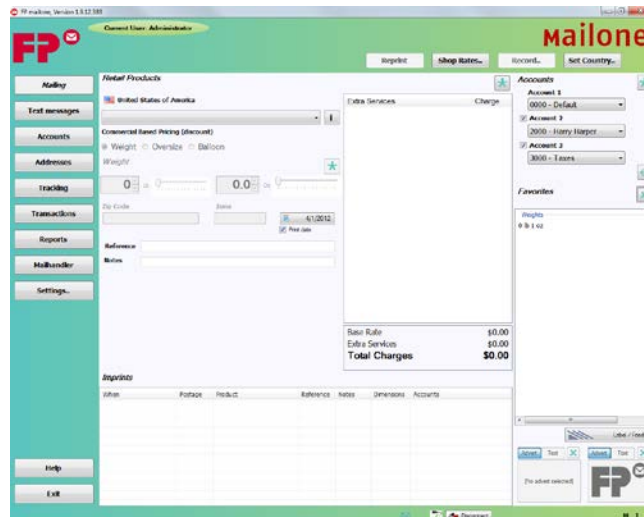 FP mailone, Version 1.8.12
Current User: Administrator
FP
mailone
Reprint
Shop Rates..
Record..
Set Country..
Mailing
Text messages
Accounts
Addresses
Tracking
Transactions
Reports
Mailhandler
Settings..
Help
Exit
Retail Products
United States of America
i
Commercial Based Pricing (discount)
Weight
Oversize
Balloon
Weight
0
0.0
oz
Zip Code
Zone
4/1/2012
Print date
Reference
Notes
Extra Services
Charge
Base Rate $0.00
Extra Services $0.00
Total Charges $0.00
Accounts
Account 1
0000 - Default
Account 2
2000 - Harry Harper
Account 3
3000 - Taxes
Favorites
Weights
0 lb 1 oz
Imprints
When Postage Product Reference Notes Dimensions Accounts
Label / Feed
Advert Text X
Advert Text
[No advert selected]
FP
Disconnect